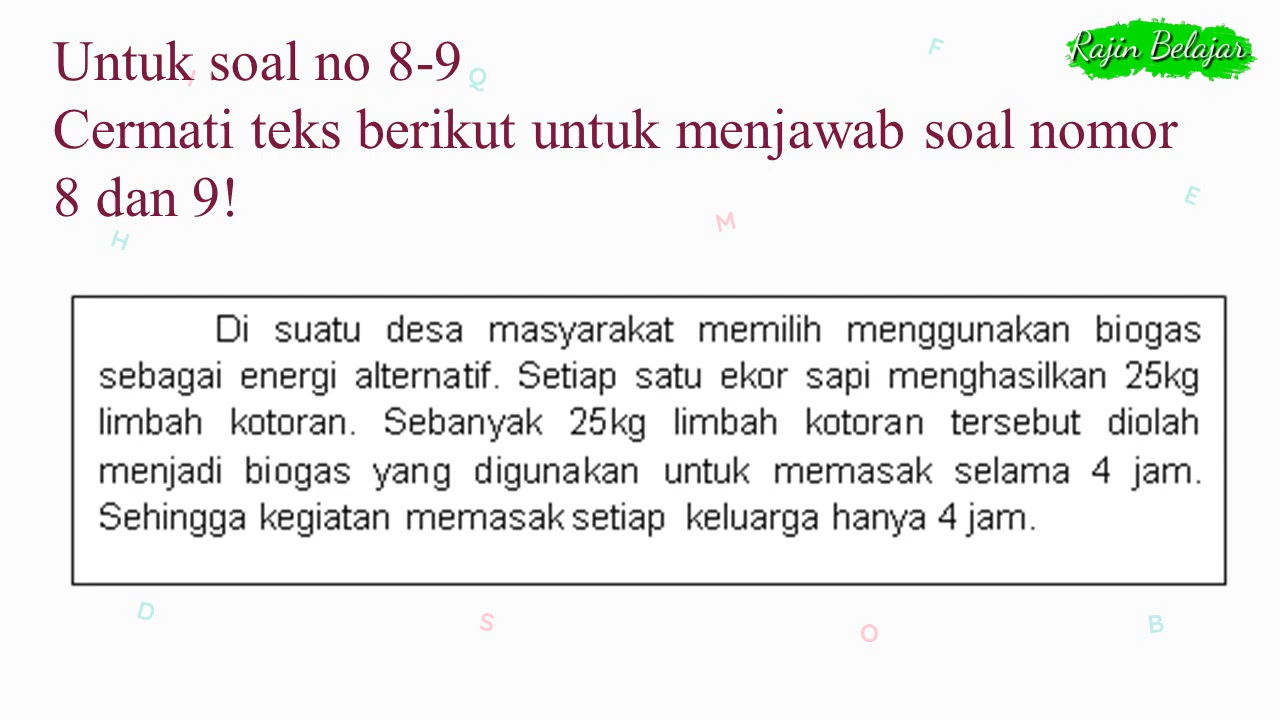 Rajin Belajar
Untuk soal no 8-9
Cermati teks berikut untuk menjawab soal nomor
8 dan 9!
F
Q
E
M
H
Di suatu desa masyarakat memilih menggunakan biogas
sebagai energi alternatif. Setiap satu ekor sapi menghasilkan 25kg
limbah kotoran. Sebanyak 25kg limbah kotoran tersebut diolah
menjadi biogas yang digunakan untuk memasak selama 4 jam.
Sehingga kegiatan memasak setiap keluarga hanya 4 jam.
D
S
O
B